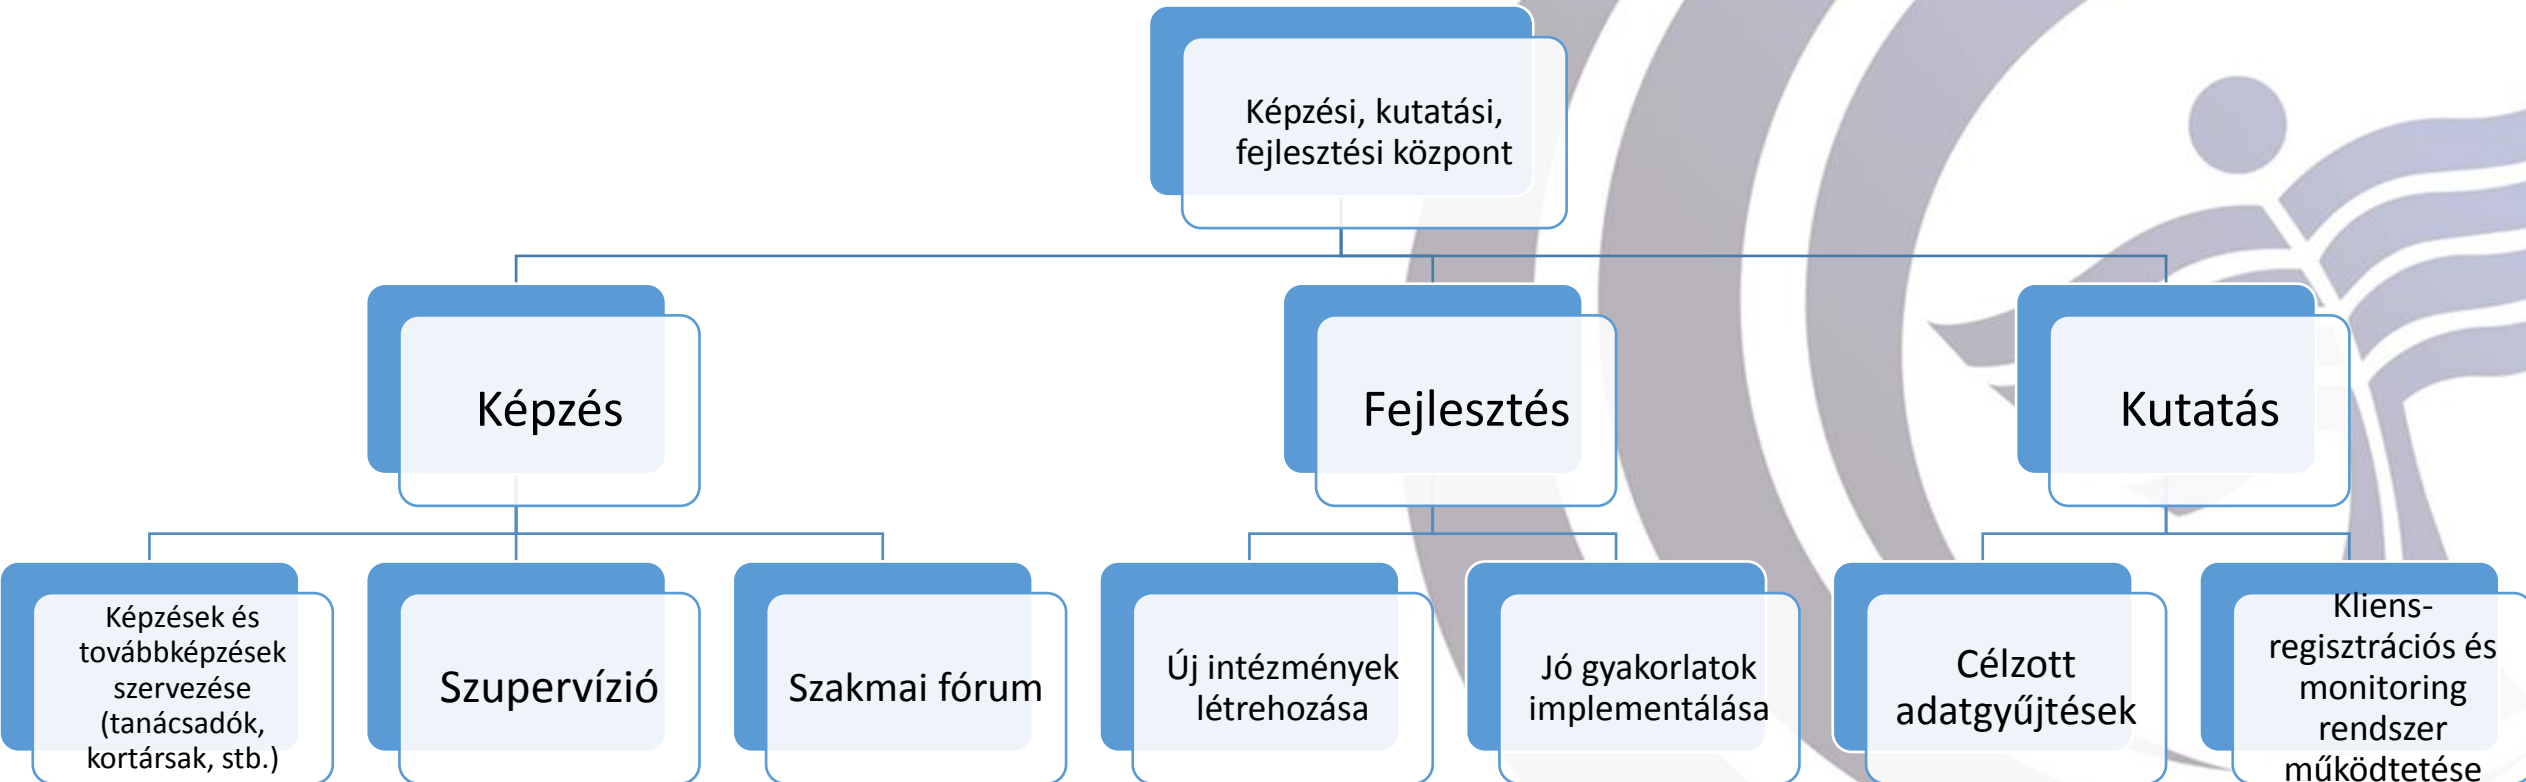 Képzési, kutatási,
fejlesztési központ
Képzés
Fejlesztés
Kutatás
Képzések és
továbbképzések
szervezése
(tanácsadók,
kortársak, stb.)
Szupervízió
Szakmai fórum
Új intézmények
létrehozása
Jó gyakorlatok
implementálása
Célzott
adatgyűjtések
Kliens-
regisztrációs és
monitoring
rendszer
működtetése